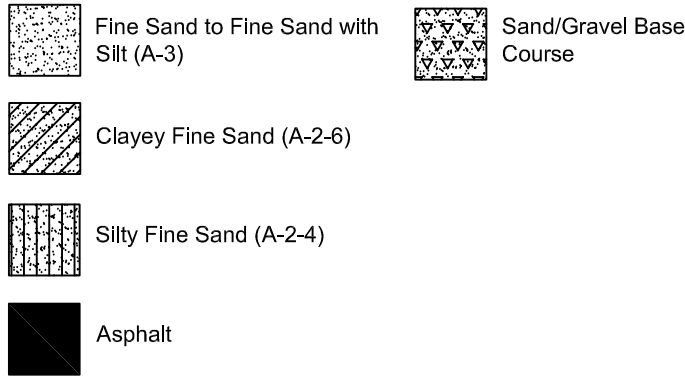 Fine Sand to Fine Sand with
Silt (A-3)
Clayey Fine Sand (A-2-6)
Silty Fine Sand (A-2-4)
Asphalt
Sand/Gravel Base
Course